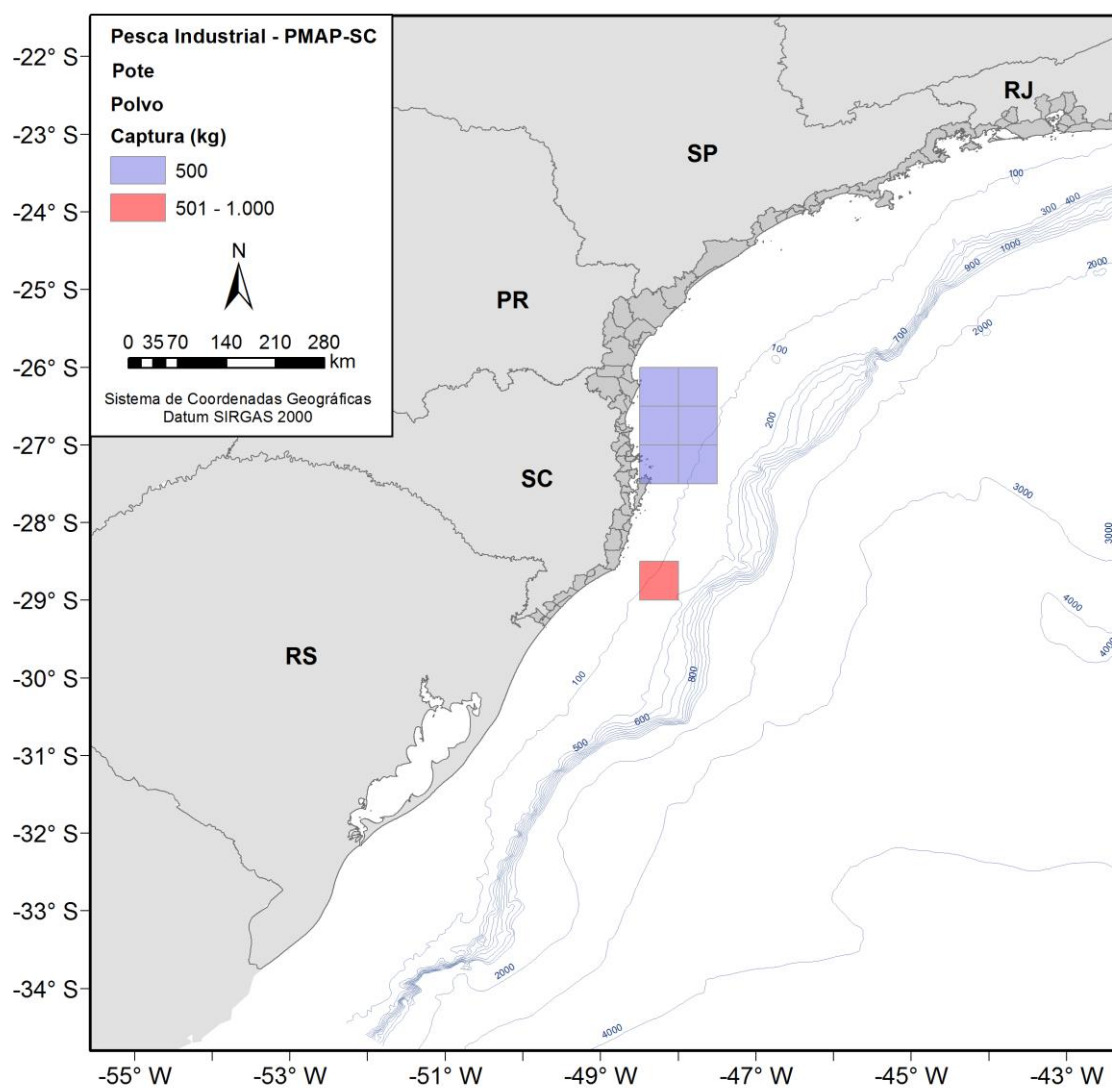 Pesca Industrial - PMAP-SC
Pote
Polvo
Captura (kg)
500
501 - 1.000
N
0 35 70 140 210 280
km
Sistema de Coordenadas Geográficas
Datum SIRGAS 2000
-22° S
-23° S
-24° S
-25° S
-26° S
-27° S
-28° S
-29° S
-30° S
-31° S
-32° S
-33° S
-34° S
RJ
SP
PR
SC
RS
100
300
400
1000
900
2000
2000
700
100
200
3000
3000
4000
4000
800
100
600
500
2000
4000
-55° W
-53° W
-51° W
-49° W
-47° W
-45° W
-43° W